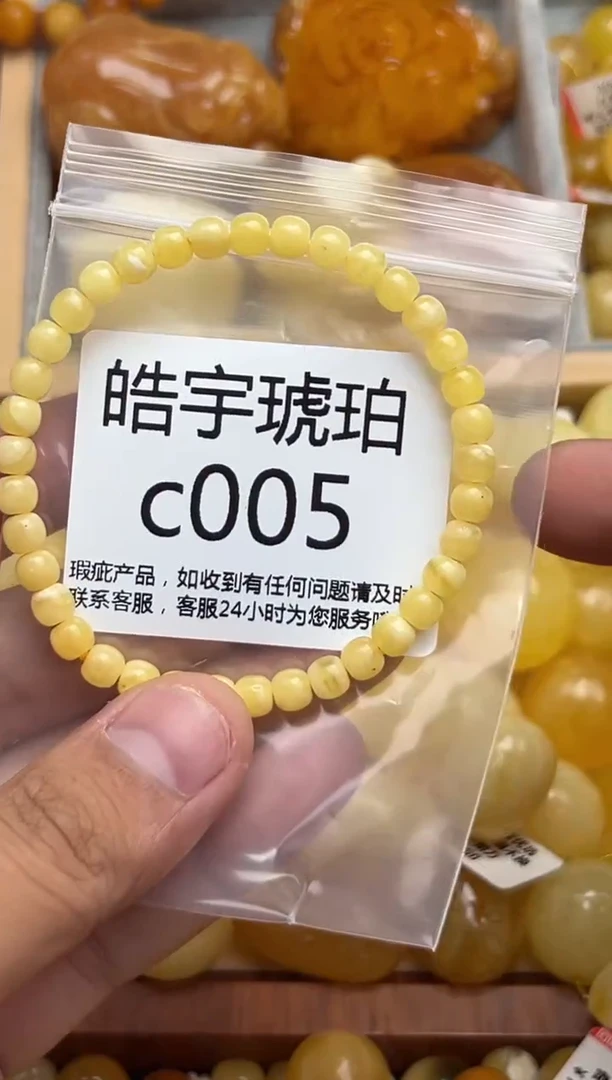 皓宇琥珀
c005
瑕疵产品，如收到有任何问题请及时
联系客服，客服24小时为您服务